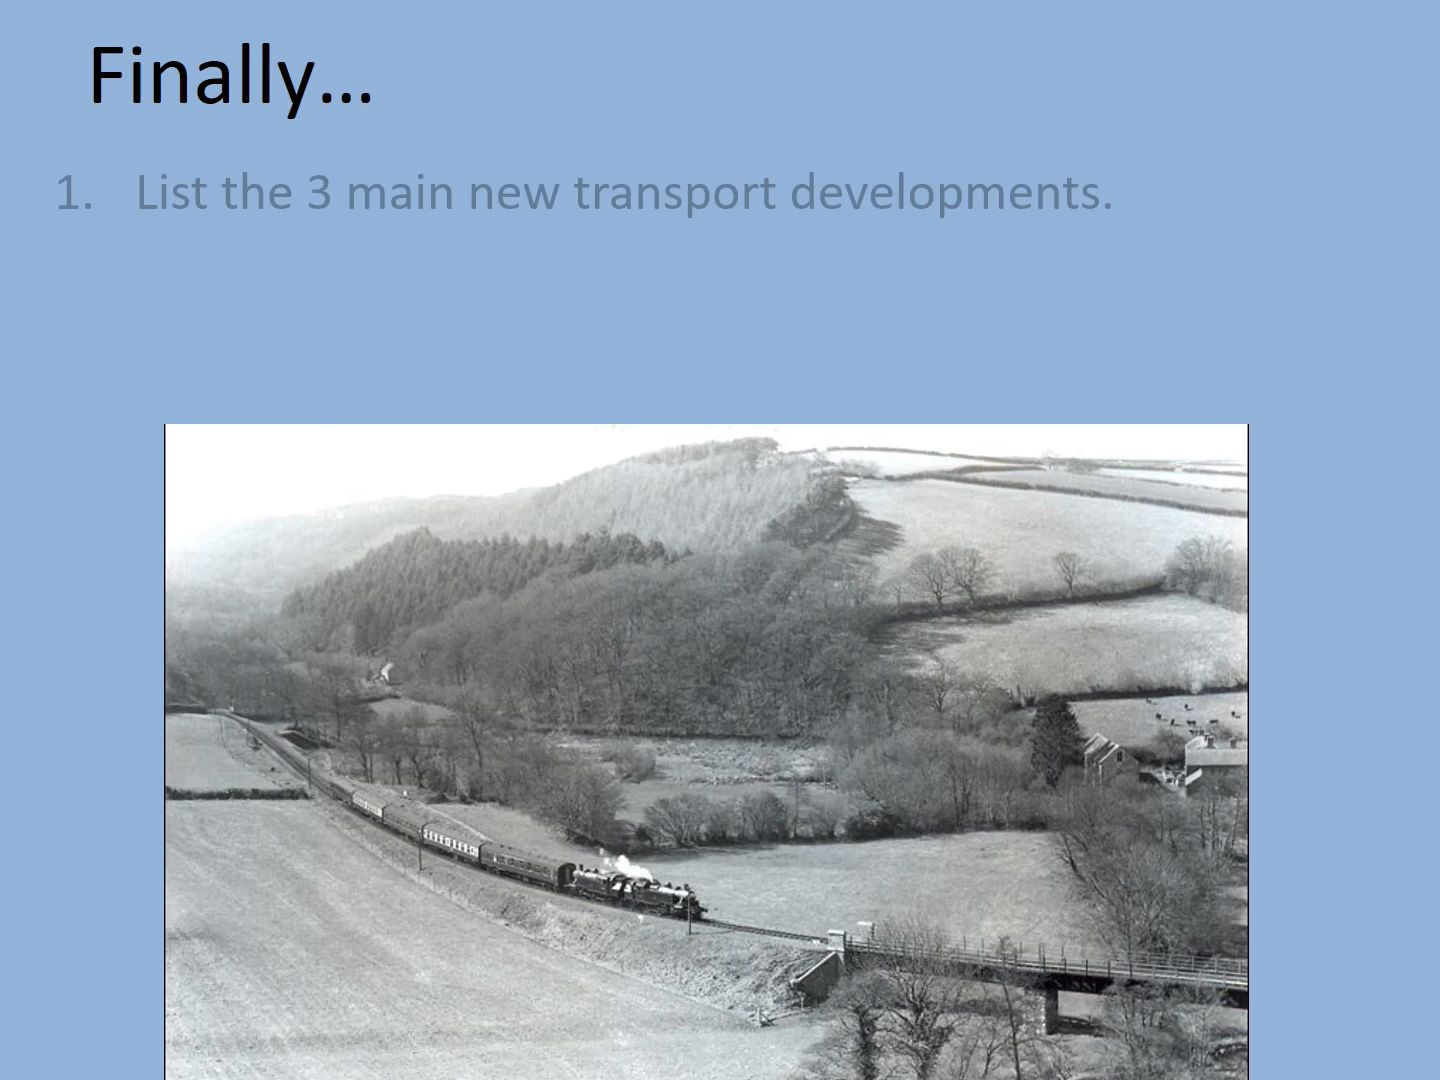 Finally…
1. List the 3 main new transport developments.